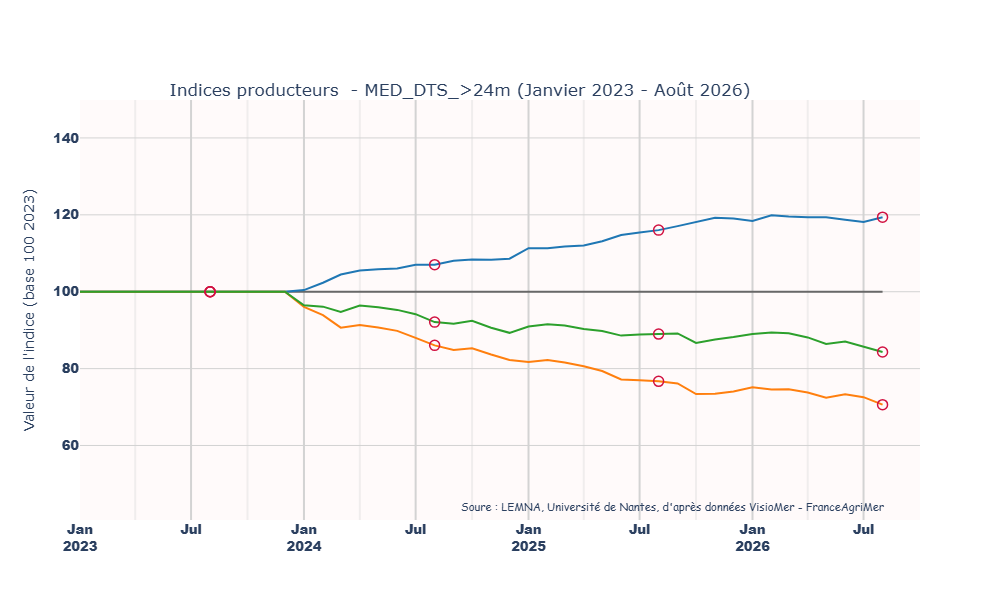 Indices producteurs - MED_DTS_>24m (Janvier 2023 - Août 2026)
Valeur de l'indice (base 100 2023)
140
120
100
80
60
Soure : LEMNA, Université de Nantes, d'après données VisioMer - FranceAgriMer
Jan Jul Jan Jul Jan Jul Jan Jul
2023 2024 2025 2026